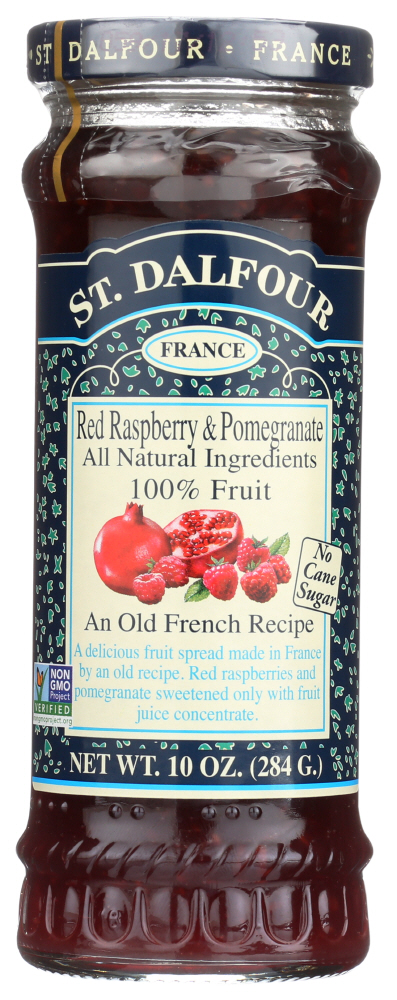 ST DALFOUR · FRANCE
ST. DALFOUR
FRANCE
Red Raspberry & Pomegranate
All Natural Ingredients
100% Fruit
No
Cane
Sugar
An Old French Recipe
A delicious fruit spread made in France
by an old recipe. Red raspberries and
pomegranate sweetened only with fruit
juice concentrate.
NON
GMO
Project
VERIFIED
nongmoproject.org
NET WT. 10 OZ. (284 G.)